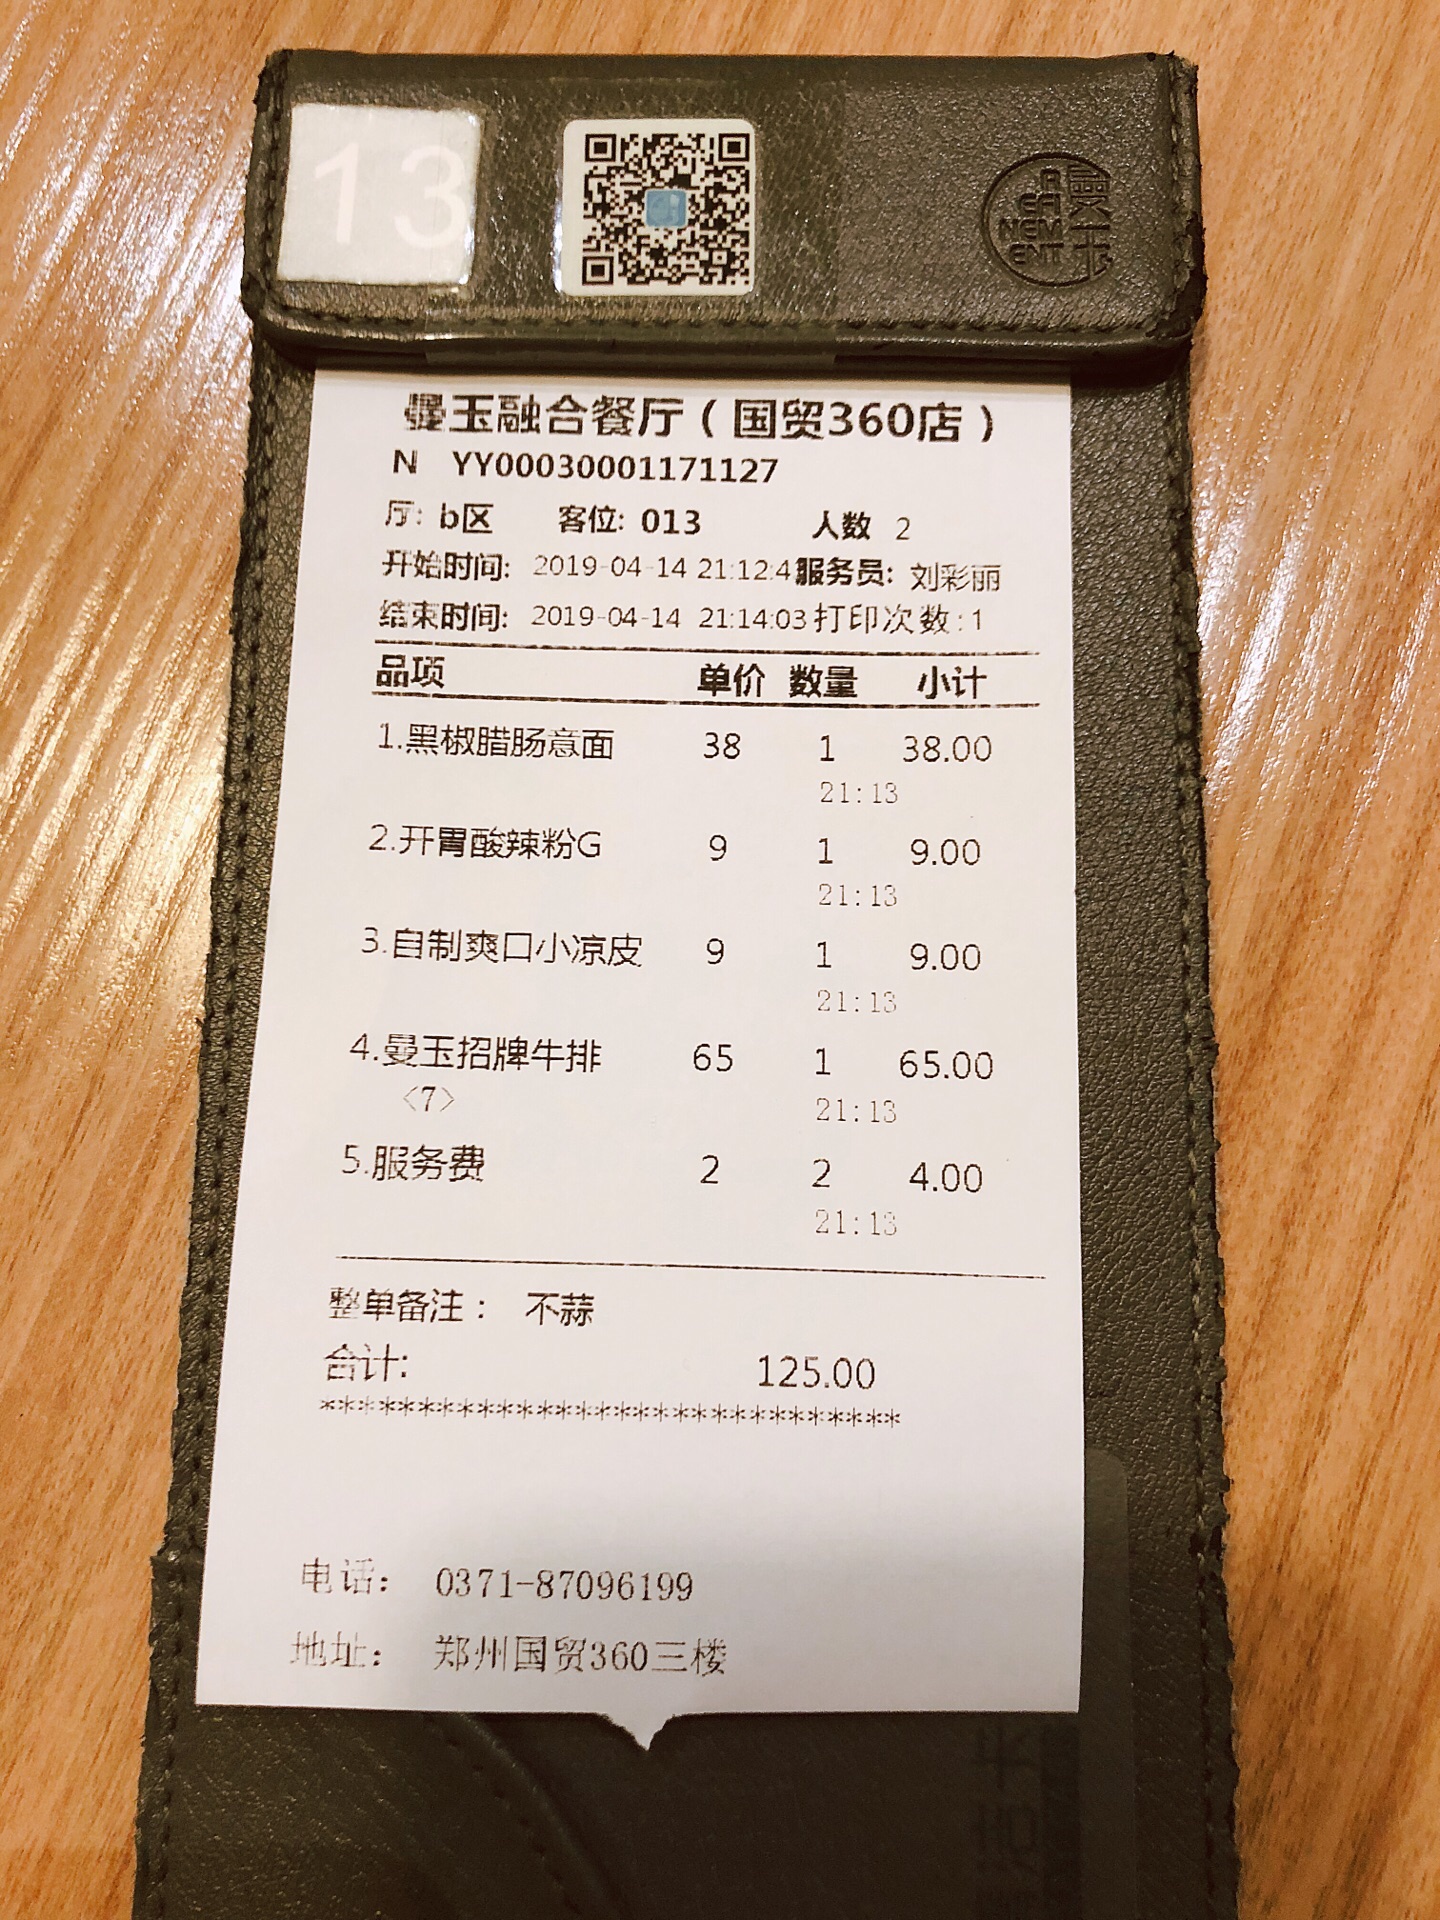 13
曼玉融合餐厅（国贸360店）
N YY00030001171127
厅: b区 客位: 013 人数 2
开始时间: 2019-04-14 21:12:4 服务员: 刘彩丽
结束时间: 2019-04-14 21:14:03 打印次数:1
品项 单价 数量 小计
1.黑椒腊肠意面 38 1 38.00
21:13
2.开胃酸辣粉G 9 1 9.00
21:13
3.自制爽口小凉皮 9 1 9.00
21:13
4.曼玉招牌牛排 65 1 65.00
<7> 21:13
5.服务费 2 2 4.00
21:13
整单备注： 不蒜
合计: 125.00
*******************************
电话： 0371-87096199
地址： 郑州国贸360三楼